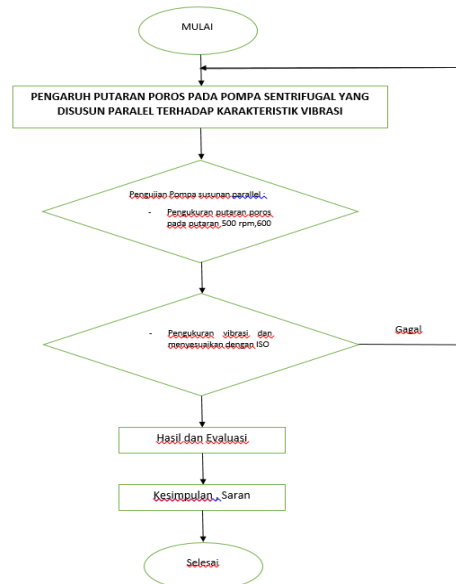 MULAI
PENGARUH PUTARAN POROS PADA POMPA SENTRIFUGAL YANG
DISUSUN PARALEL TERHADAP KARAKTERISTIK VIBRASI
Pengujian Pompa susunan parallel :
- Pengukuran putaran poros
pada putaran 500 rpm,600
- Pengukuran vibrasi dan
menyesuaikan dengan ISO
Gagal
Hasil dan Evaluasi
Kesimpulan , Saran
Selesai